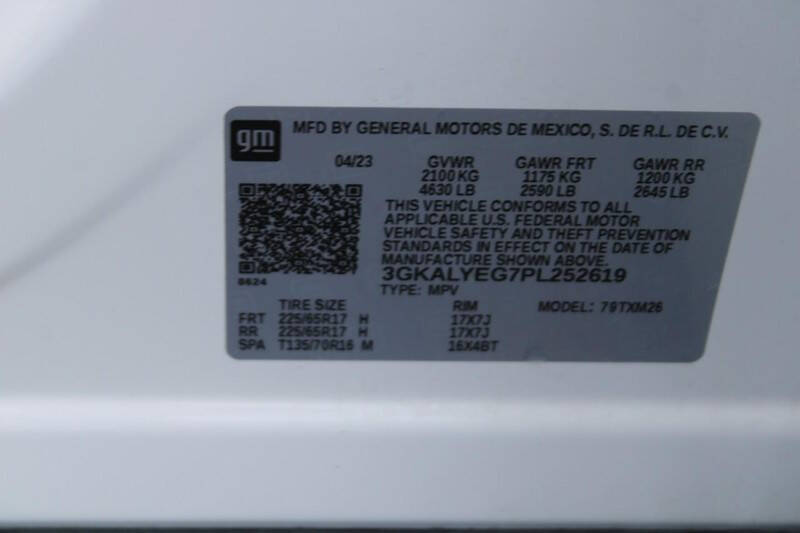 gm MFD BY GENERAL MOTORS DE MEXICO, S. DE R.L. DE C.V.
04/23 GVWR GAWR FRT GAWR RR
2100 KG 1175 KG 1200 KG
4630 LB 2590 LB 2645 LB
THIS VEHICLE CONFORMS TO ALL
APPLICABLE U.S. FEDERAL MOTOR
VEHICLE SAFETY AND THEFT PREVENTION
STANDARDS IN EFFECT ON THE DATE OF
MANUFACTURE SHOWN ABOVE.
3GKALYEG7PL252619
8624
TYPE: MPV
TIRE SIZE RIM MODEL: 79TXM26
FRT 225/65R17 H 17X7J
RR 225/65R17 H 17X7J
SPA T135/70R16 M 16X4BT